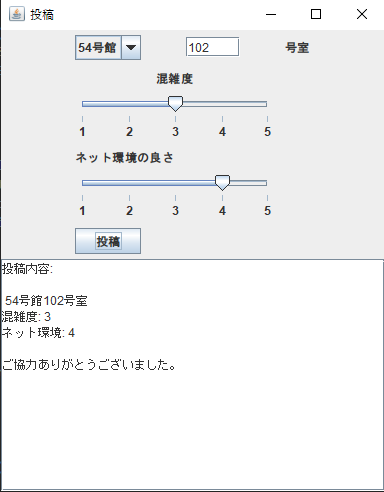 投稿
54号館 102 号室
混雑度
1 2 3 4 5
ネット環境の良さ
1 2 3 4 5
投稿
投稿内容:
54号館102号室
混雑度: 3
ネット環境: 4
ご協力ありがとうございました。